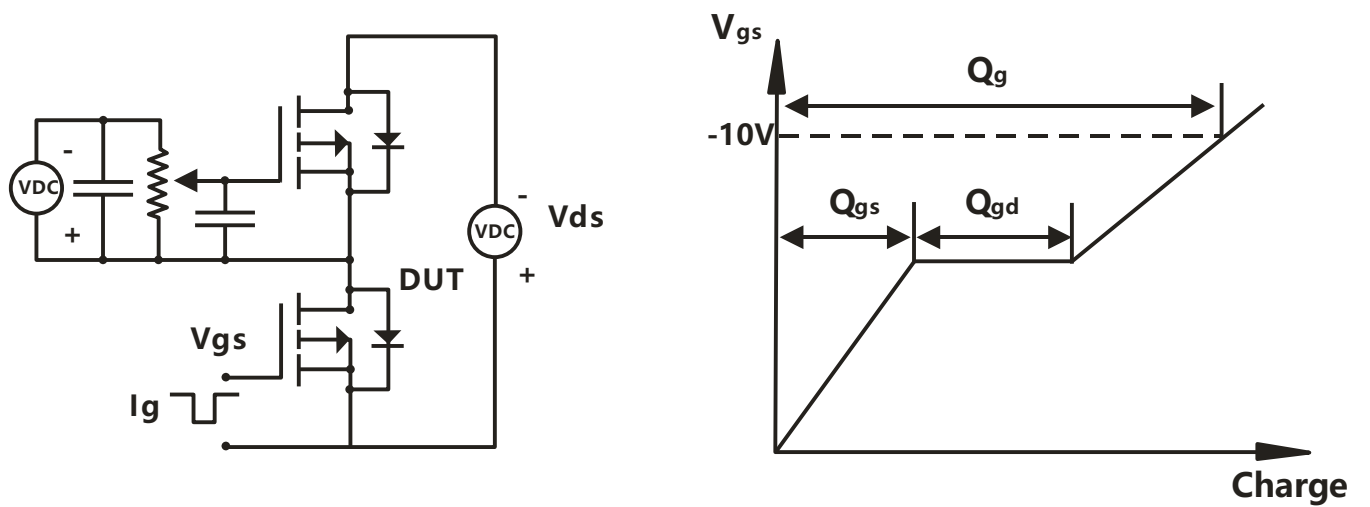 -
VDC
+
-
VDC
Vds
+
DUT
Vgs
Ig
Vgs
Qg
-10V
Qgs
Qgd
Charge